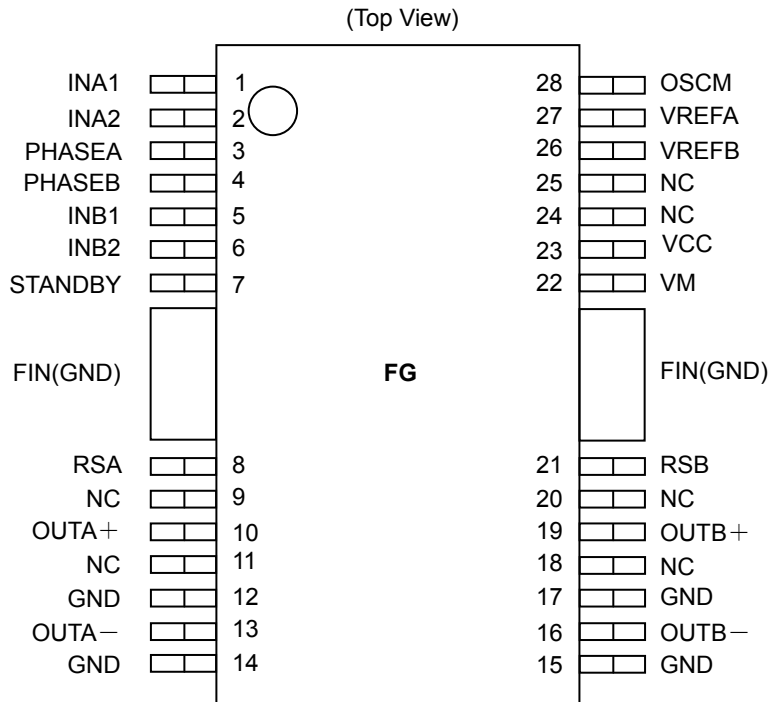 (Top View)
INA1 1 28 OSCM
INA2 2 27 VREFA
PHASEA 3 26 VREFB
PHASEB 4 25 NC
INB1 5 24 NC
INB2 6 23 VCC
STANDBY 7 22 VM
FIN(GND) FG FIN(GND)
RSA 8 21 RSB
NC 9 20 NC
OUTA＋ 10 19 OUTB＋
NC 11 18 NC
GND 12 17 GND
OUTA－ 13 16 OUTB－
GND 14 15 GND